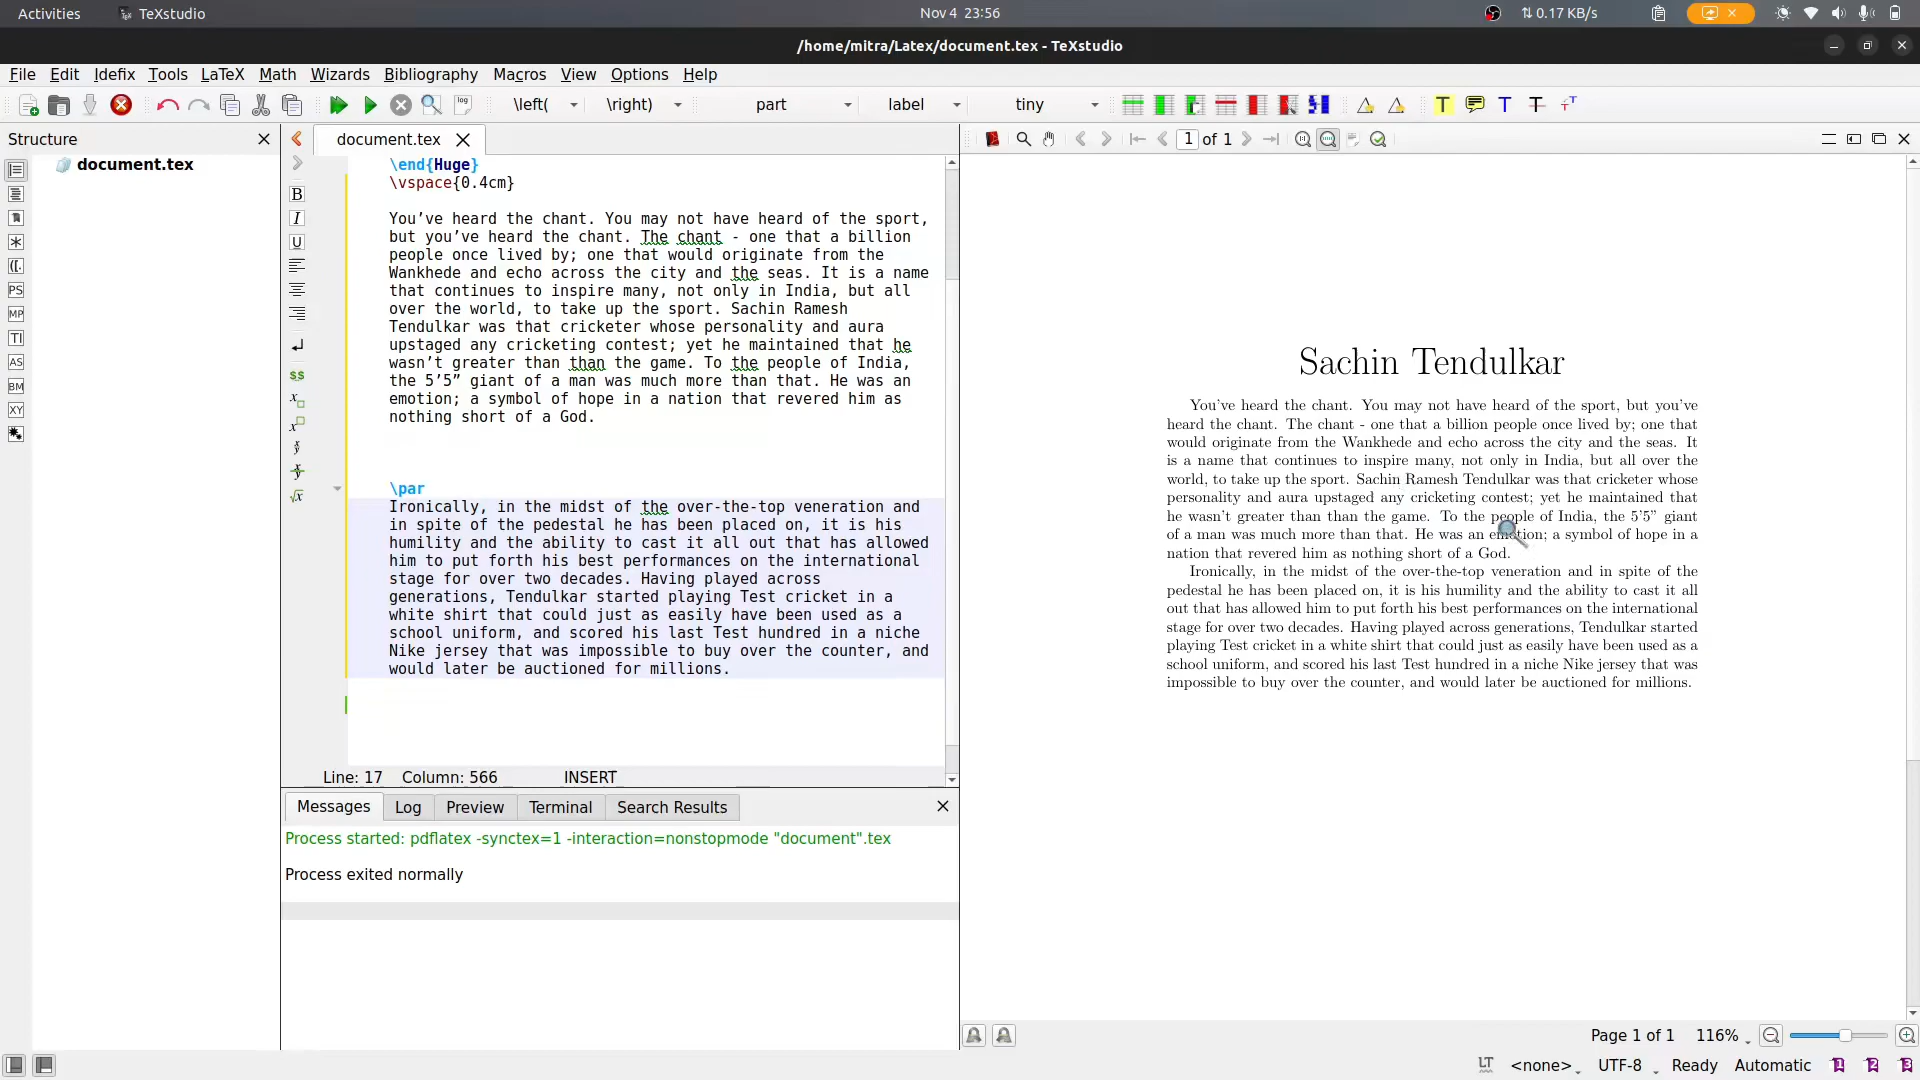 Activities TeXstudio Nov 4 23:56 0.17 KB/s
/home/mitra/Latex/document.tex - TeXstudio
File Edit Idefix Tools LaTeX Math Wizards Bibliography Macros View Options Help
log \left( \right) part label tiny
Structure document.tex 1 of 1
document.tex
\end{Huge}
\vspace{0.4cm}
You’ve heard the chant. You may not have heard of the sport,
but you’ve heard the chant. The chant - one that a billion
people once lived by; one that would originate from the
Wankhede and echo across the city and the seas. It is a name
that continues to inspire many, not only in India, but all
over the world, to take up the sport. Sachin Ramesh
Tendulkar was that cricketer whose personality and aura
upstaged any cricketing contest; yet he maintained that he
wasn’t greater than than the game. To the people of India,
the 5’5” giant of a man was much more than that. He was an
emotion; a symbol of hope in a nation that revered him as
nothing short of a God.
\par
Ironically, in the midst of the over-the-top veneration and
in spite of the pedestal he has been placed on, it is his
humility and the ability to cast it all out that has allowed
him to put forth his best performances on the international
stage for over two decades. Having played across
generations, Tendulkar started playing Test cricket in a
white shirt that could just as easily have been used as a
school uniform, and scored his last Test hundred in a niche
Nike jersey that was impossible to buy over the counter, and
would later be auctioned for millions.
Line: 17 Column: 566 INSERT
Messages Log Preview Terminal Search Results
Process started: pdflatex -synctex=1 -interaction=nonstopmode "document".tex
Process exited normally
PS
MP
TI
AS
BM
XY
B
I
U
$$
Sachin Tendulkar
You’ve heard the chant. You may not have heard of the sport, but you’ve
heard the chant. The chant - one that a billion people once lived by; one that
would originate from the Wankhede and echo across the city and the seas. It
is a name that continues to inspire many, not only in India, but all over the
world, to take up the sport. Sachin Ramesh Tendulkar was that cricketer whose
personality and aura upstaged any cricketing contest; yet he maintained that
he wasn’t greater than than the game. To the people of India, the 5’5” giant
of a man was much more than that. He was an emotion; a symbol of hope in a
nation that revered him as nothing short of a God.
Ironically, in the midst of the over-the-top veneration and in spite of the
pedestal he has been placed on, it is his humility and the ability to cast it all
out that has allowed him to put forth his best performances on the international
stage for over two decades. Having played across generations, Tendulkar started
playing Test cricket in a white shirt that could just as easily have been used as a
school uniform, and scored his last Test hundred in a niche Nike jersey that was
impossible to buy over the counter, and would later be auctioned for millions.
Page 1 of 1 116%
LT <none> UTF-8 Ready Automatic 1 2 3